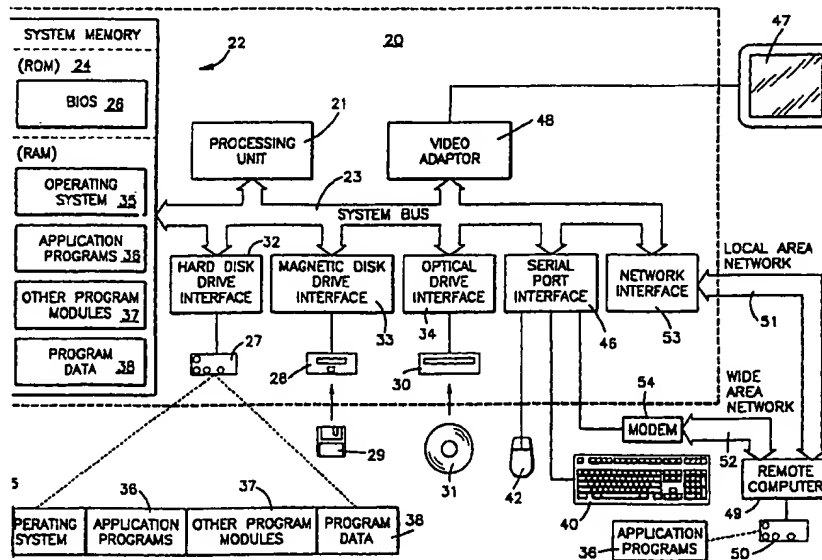 SYSTEM MEMORY
(ROM) 24
BIOS 26
(RAM)
OPERATING
SYSTEM 35
APPLICATION
PROGRAMS 36
OTHER PROGRAM
MODULES 37
PROGRAM
DATA 38
22
20
47
21
PROCESSING
UNIT
48
VIDEO
ADAPTOR
23
SYSTEM BUS
32
HARD DISK
DRIVE
INTERFACE
MAGNETIC DISK
DRIVE
INTERFACE
33
OPTICAL
DRIVE
INTERFACE
34
SERIAL
PORT
INTERFACE
46
NETWORK
INTERFACE
53
LOCAL AREA
NETWORK
51
27
28
30
29
31
42
40
54
MODEM
WIDE
AREA
NETWORK
52
REMOTE
COMPUTER
49
50
APPLICATION
PROGRAMS
36
5
36
37
PERATING
SYSTEM
APPLICATION
PROGRAMS
OTHER PROGRAM
MODULES
PROGRAM
DATA
38